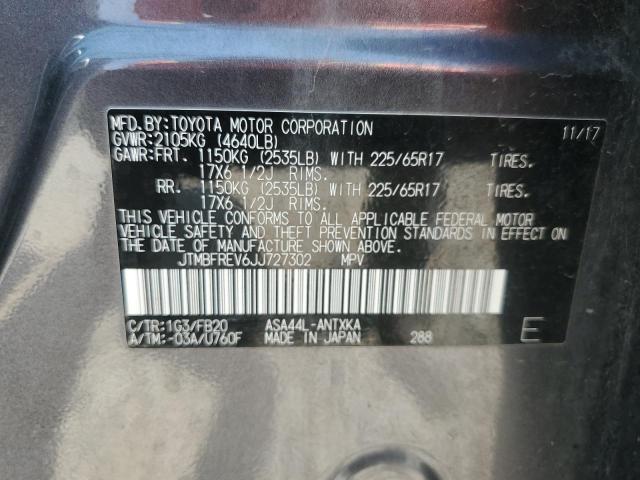 MFD.BY:TOYOTA MOTOR CORPORATION 11/17
GVWR:2105KG (4640LB)
GAWR:FRT. 1150KG (2535LB) WITH 225/65R17 TIRES.
17X6 1/2J RIMS.
RR. 1150KG (2535LB) WITH 225/65R17 TIRES.
17X6 1/2J RIMS.
THIS VEHICLE CONFORMS TO ALL APPLICABLE FEDERAL MOTOR
VEHICLE SAFETY AND THEFT PREVENTION STANDARDS IN EFFECT ON
THE DATE OF MANUFACTURE SHOWN ABOVE.
JTMBFREV6JJ727302 MPV
C/TR:1G3/FB20 ASA44L-ANTXKA
A/TM:-03A/U760F MADE IN JAPAN 288 E